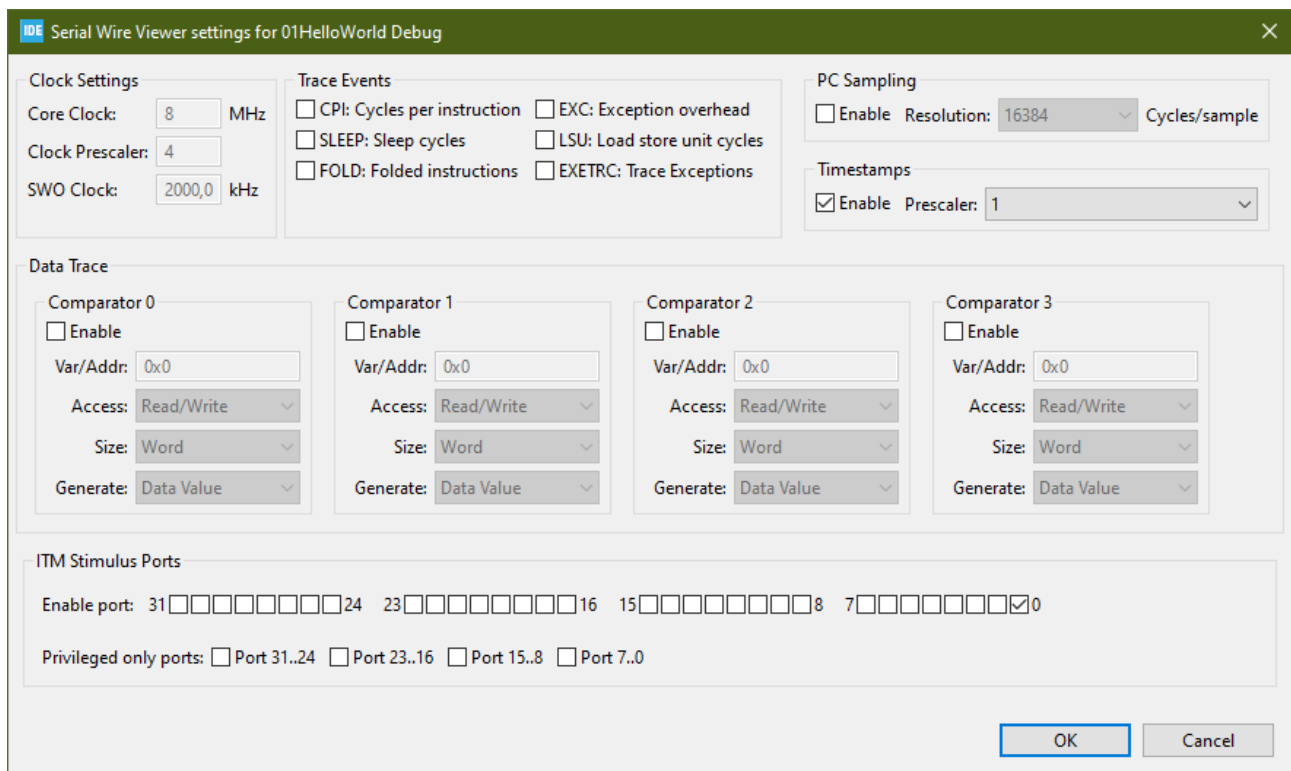 IDE Serial Wire Viewer settings for 01HelloWorld Debug
Clock Settings
Core Clock: 8 MHz
Clock Prescaler: 4
SWO Clock: 2000,0 kHz
Trace Events
CPI: Cycles per instruction EXC: Exception overhead
SLEEP: Sleep cycles LSU: Load store unit cycles
FOLD: Folded instructions EXETRC: Trace Exceptions
PC Sampling
Enable Resolution: 16384 Cycles/sample
Timestamps
Enable Prescaler: 1
Data Trace
Comparator 0
Enable
Var/Addr: 0x0
Access: Read/Write
Size: Word
Generate: Data Value
Comparator 1
Enable
Var/Addr: 0x0
Access: Read/Write
Size: Word
Generate: Data Value
Comparator 2
Enable
Var/Addr: 0x0
Access: Read/Write
Size: Word
Generate: Data Value
Comparator 3
Enable
Var/Addr: 0x0
Access: Read/Write
Size: Word
Generate: Data Value
ITM Stimulus Ports
Enable port: 31 24 23 16 15 8 7 0
Privileged only ports: Port 31..24 Port 23..16 Port 15..8 Port 7..0
OK Cancel